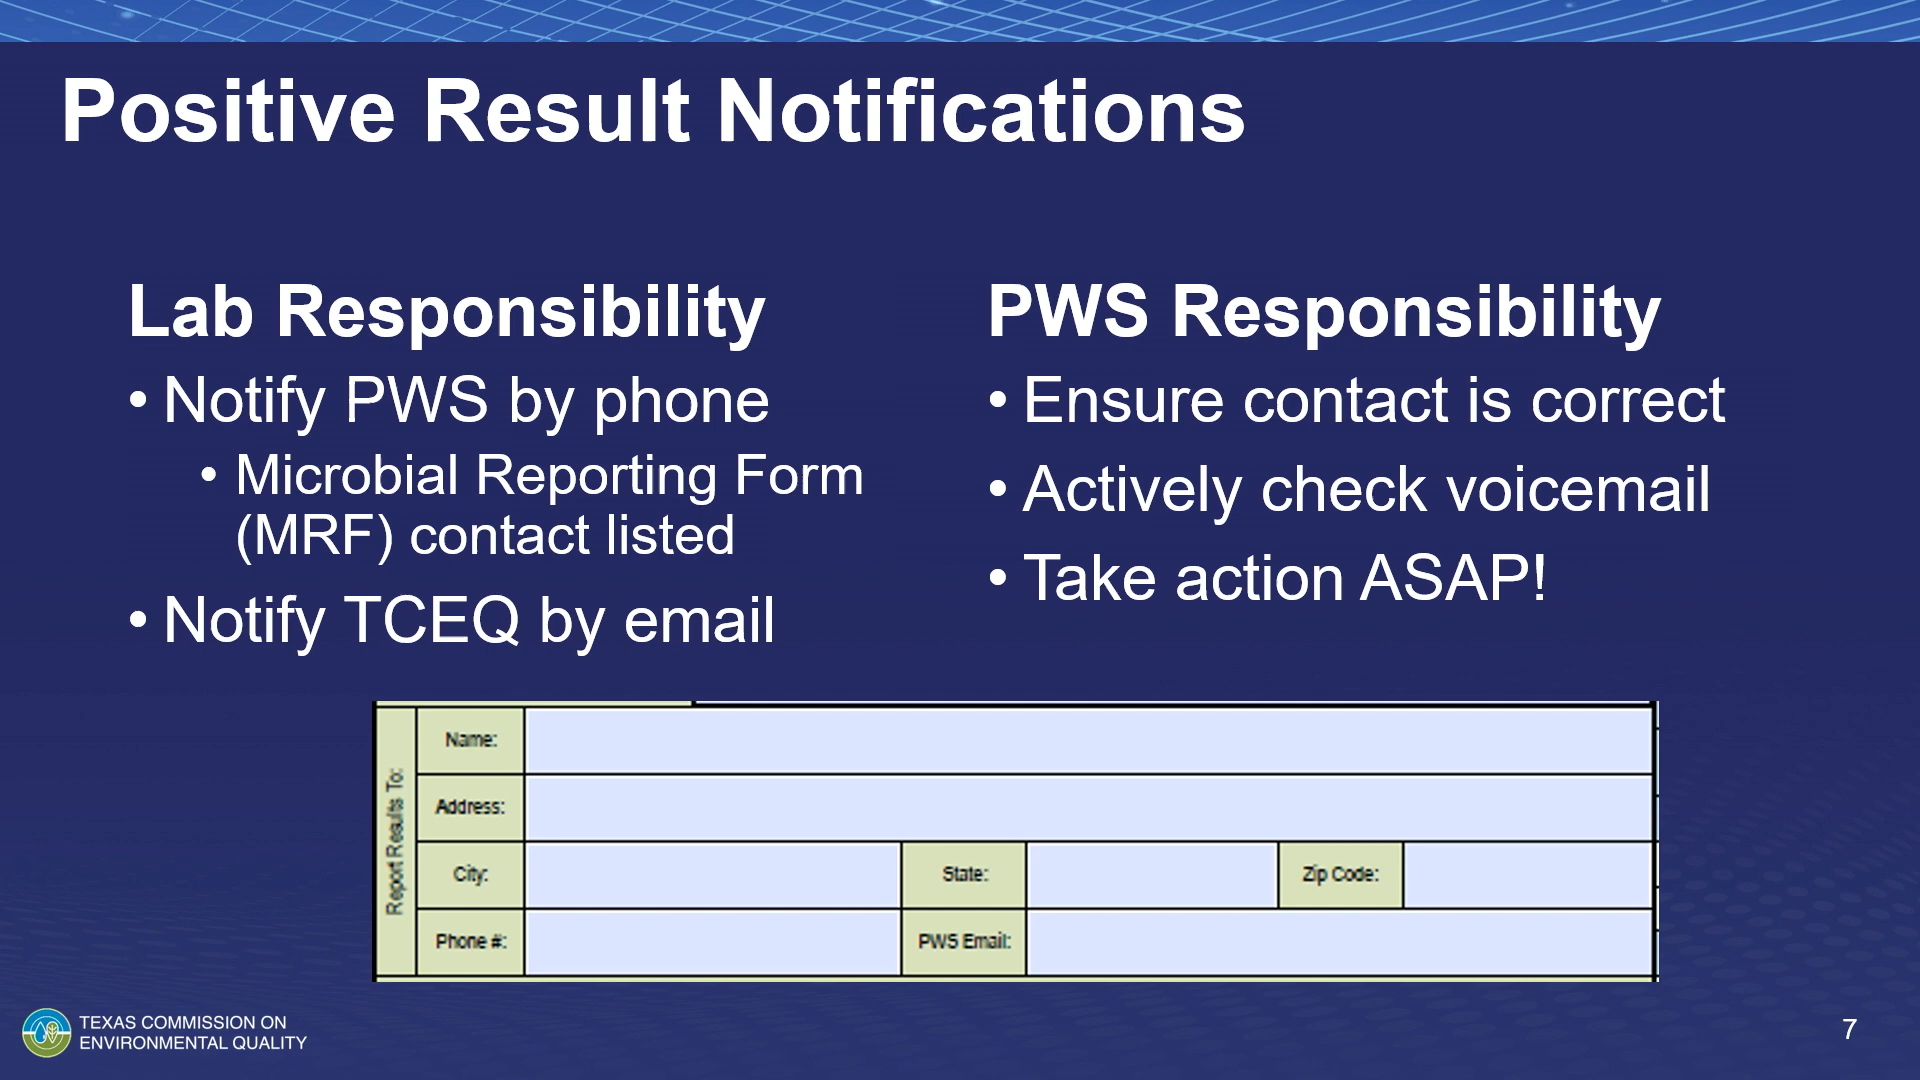 Positive Result Notifications
Lab Responsibility
• Notify PWS by phone
• Microbial Reporting Form
(MRF) contact listed
• Notify TCEQ by email
PWS Responsibility
• Ensure contact is correct
• Actively check voicemail
• Take action ASAP!
Report Results To:
Name:
Address:
City:
State:
Zip Code:
Phone #:
PWS Email:
TEXAS COMMISSION ON
ENVIRONMENTAL QUALITY
7